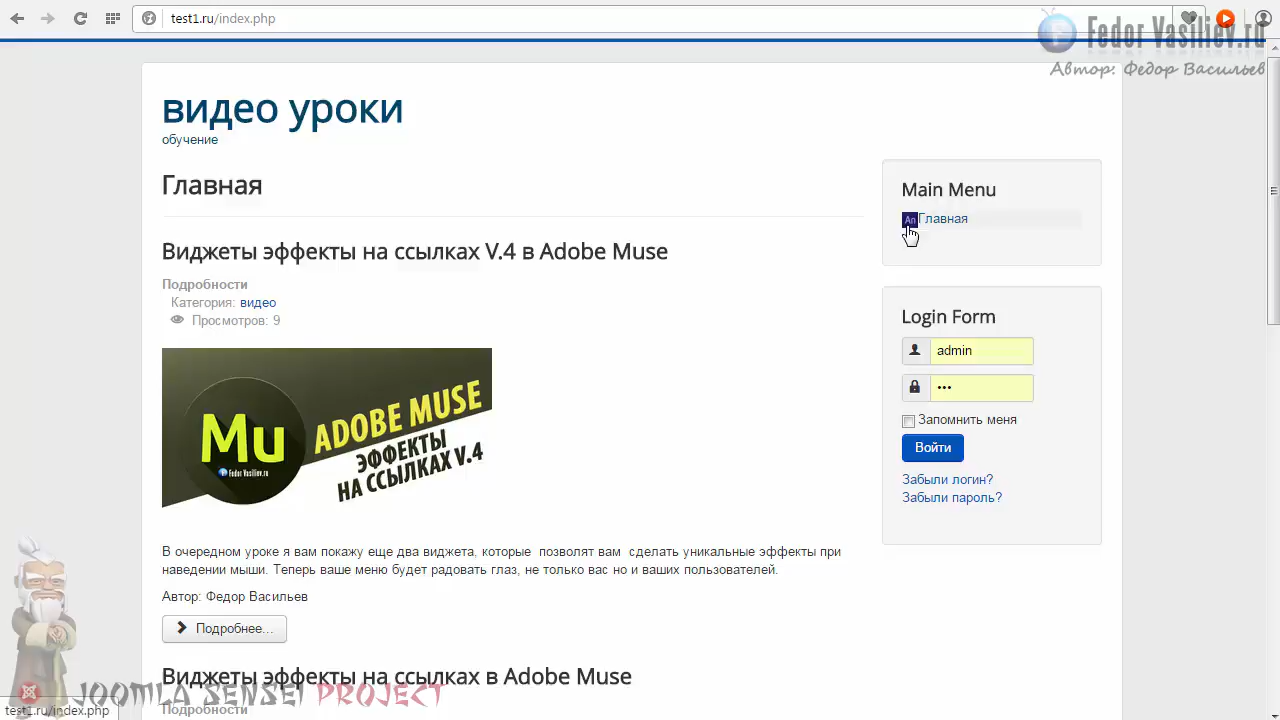 test1.ru/index.php
Fedor Vasiliev.ru
Автор: Федор Васильев
видео уроки
обучение
Главная
Виджеты эффекты на ссылках V.4 в Adobe Muse
Подробности
Категория: видео
Просмотров: 9
Mu
Fedor Vasiliev.ru
ADOBE MUSE
ЭФФЕКТЫ
НА ССЫЛКАХ V.4
В очередном уроке я вам покажу еще два виджета, которые позволят вам сделать уникальные эффекты при
наведении мыши. Теперь ваше меню будет радовать глаз, не только вас но и ваших пользователей.
Автор: Федор Васильев
Подробнее...
Виджеты эффекты на ссылках в Adobe Muse
Подробности
Main Menu
An Главная
Login Form
admin
•••
Запомнить меня
Войти
Забыли логин?
Забыли пароль?
JOOMLA SENSEI PROJECT
test1.ru/index.php